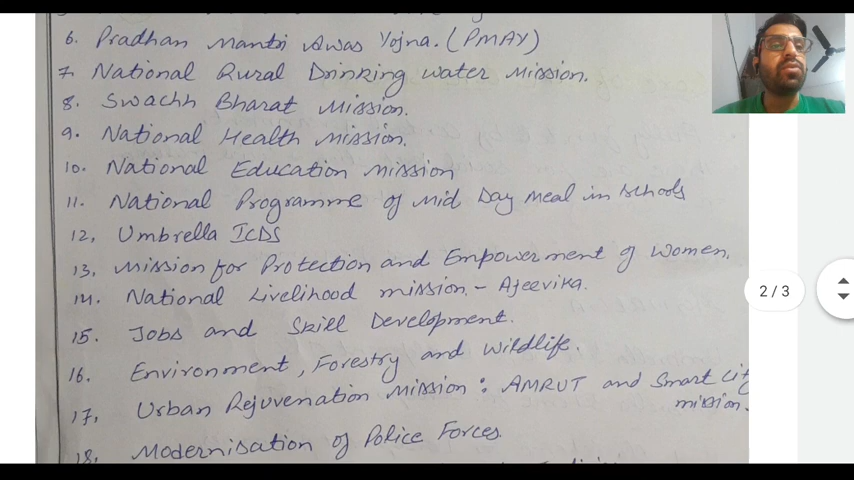 6. Pradhan Mantri Awas Yojna. (PMAY)
7. National Rural Drinking water Mission.
8. Swachh Bharat Mission.
9. National Health Mission.
10. National Education Mission
11. National Programme of Mid Day Meal in Schools
12. Umbrella ICDS
13. Mission for Protection and Empowerment of Women.
14. National Livelihood mission - Ajeevika.
2/3
15. Jobs and Skill Development.
16. Environment, Forestry and Wildlife.
17. Urban Rejuvenation Mission: AMRUT and Smart Cit
mission.
18. Modernisation of Police Forces.